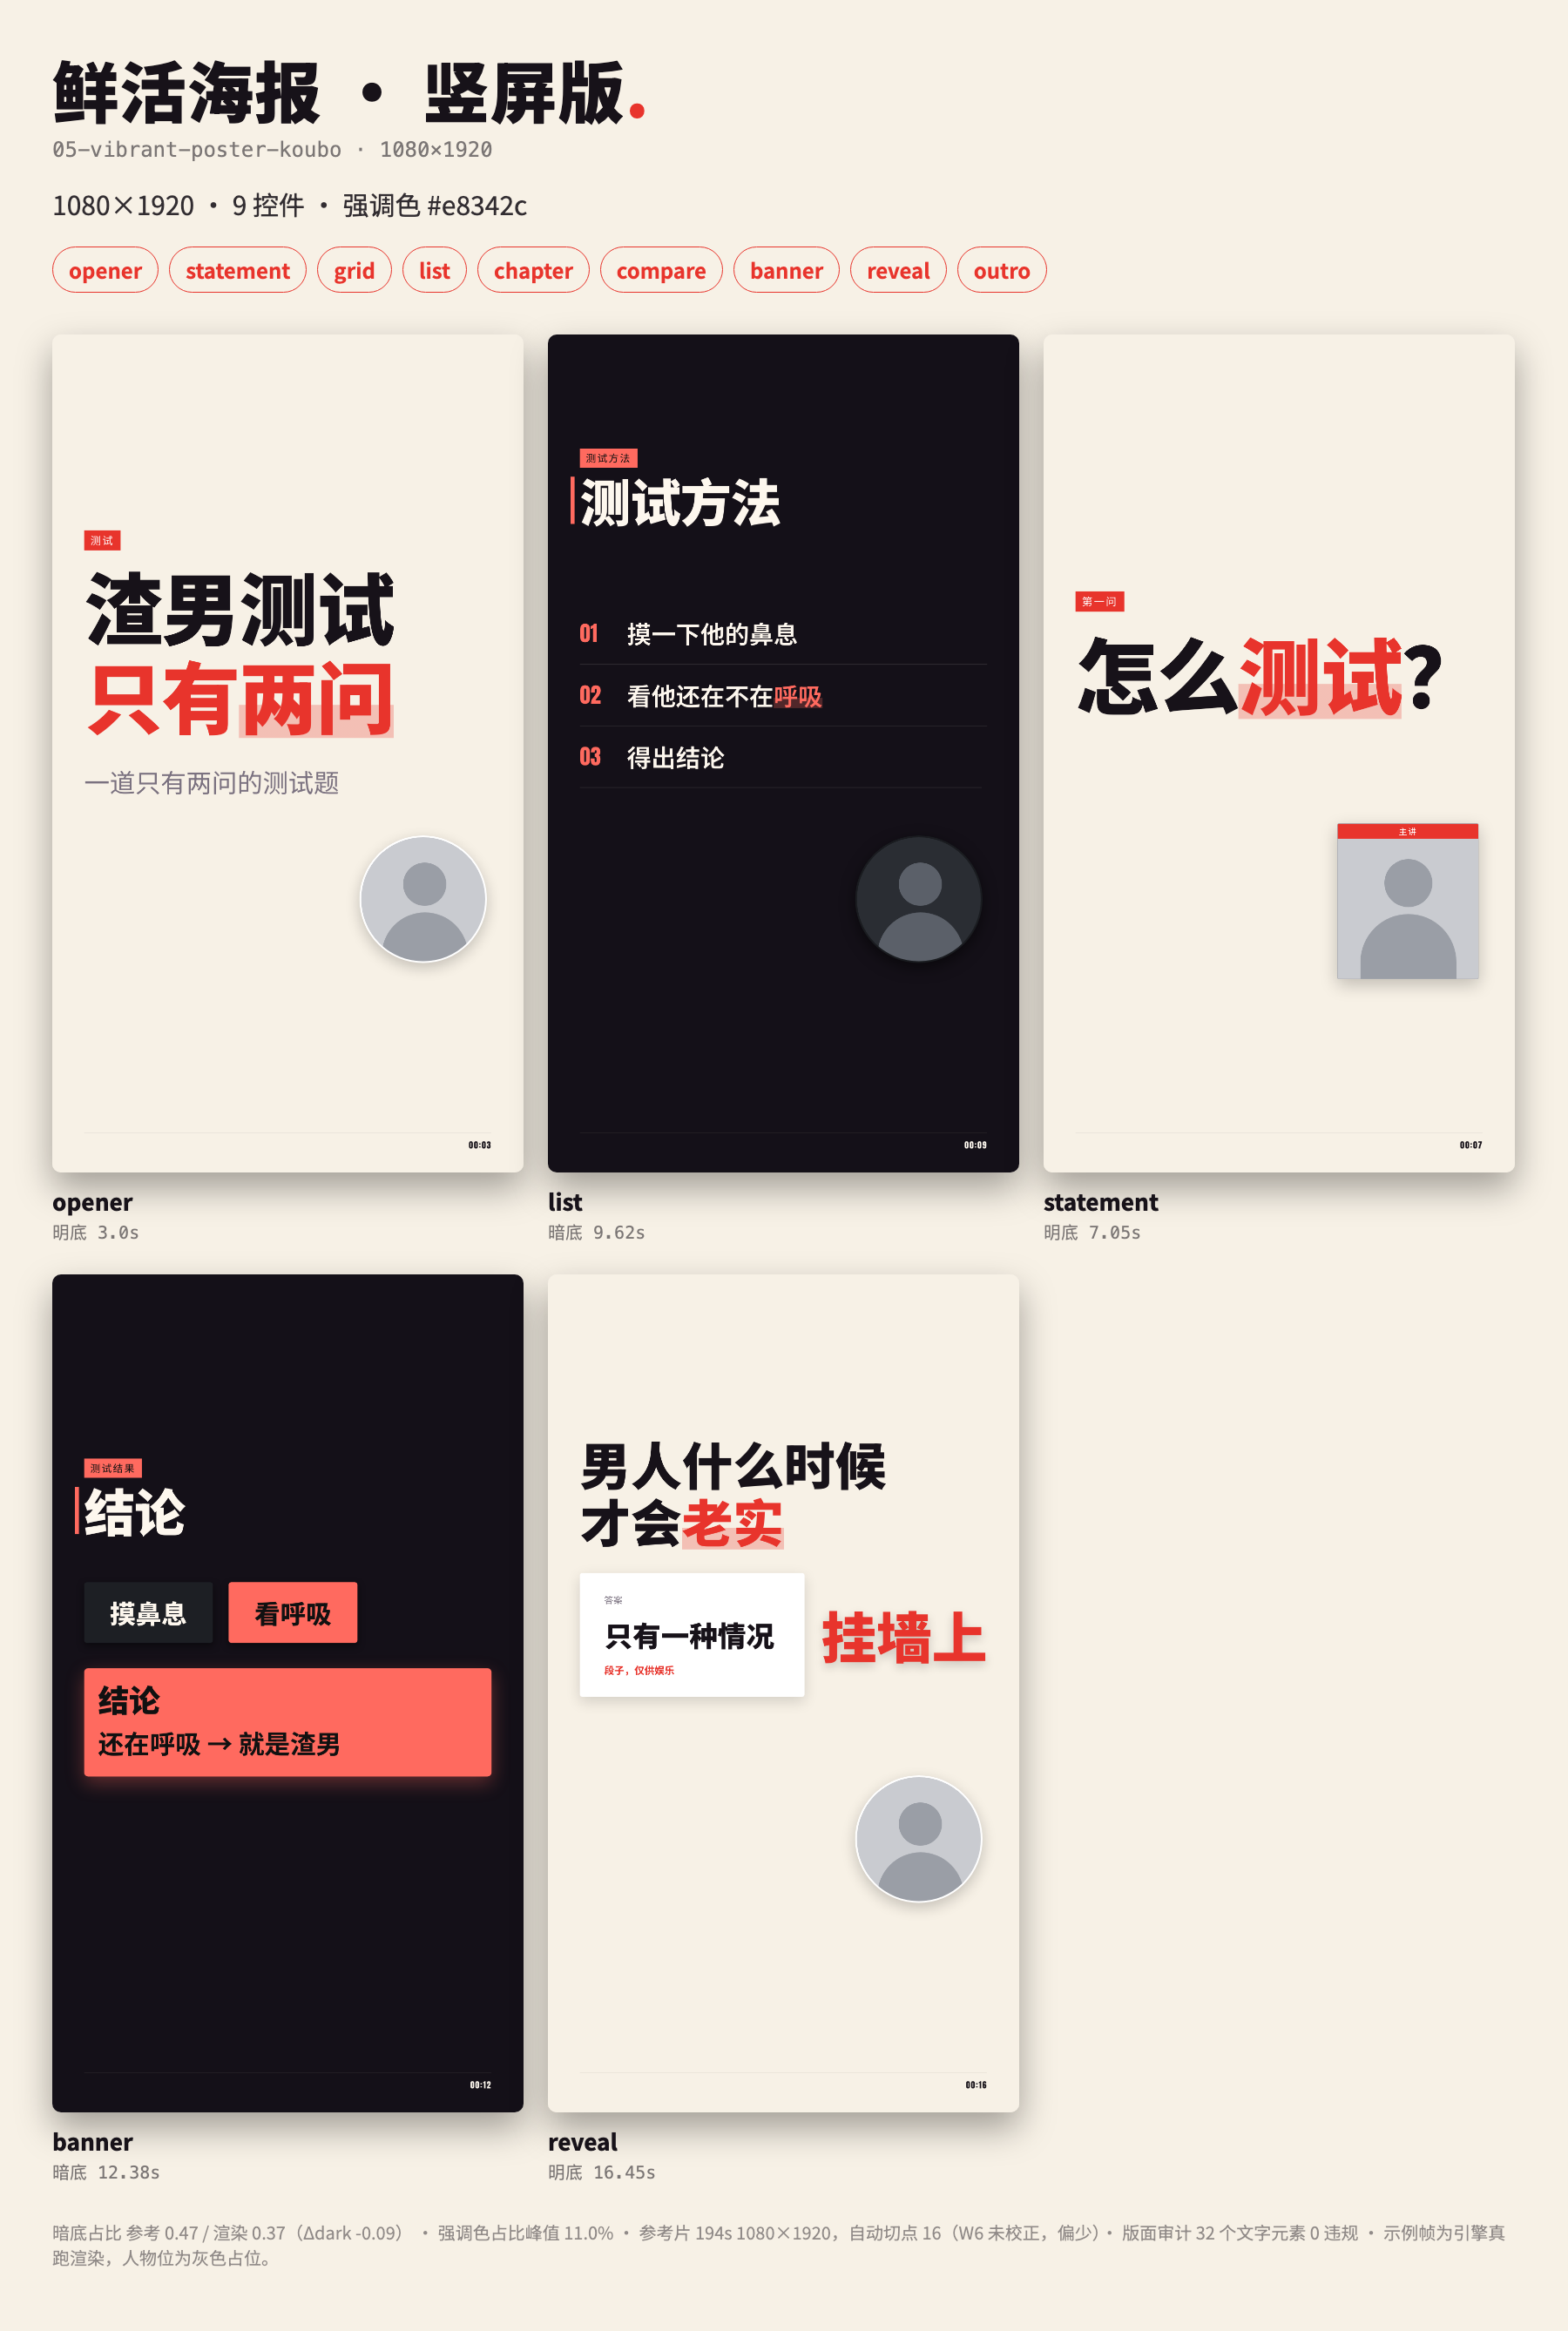 鲜活海报 · 竖屏版.
05-vibrant-poster-koubo · 1080×1920
1080×1920 · 9 控件 · 强调色 #e8342c
opener statement grid list chapter compare banner reveal outro
测试
渣男测试
只有两问
一道只有两问的测试题
00:03
opener
明底 3.0s
测试方法
测试方法
01 摸一下他的鼻息
02 看他还在不在呼吸
03 得出结论
00:09
list
暗底 9.62s
第一问
怎么测试?
主讲
00:07
statement
明底 7.05s
测试结果
结论
摸鼻息 看呼吸
结论
还在呼吸 → 就是渣男
00:12
banner
暗底 12.38s
男人什么时候
才会老实
答案
只有一种情况
段子，仅供娱乐
挂墙上
00:16
reveal
明底 16.45s
暗底占比 参考 0.47 / 渲染 0.37（Δdark -0.09） · 强调色占比峰值 11.0% · 参考片 194s 1080×1920，自动切点 16（W6 未校正，偏少）· 版面审计 32 个文字元素 0 违规 · 示例帧为引擎真
跑渲染，人物位为灰色占位。